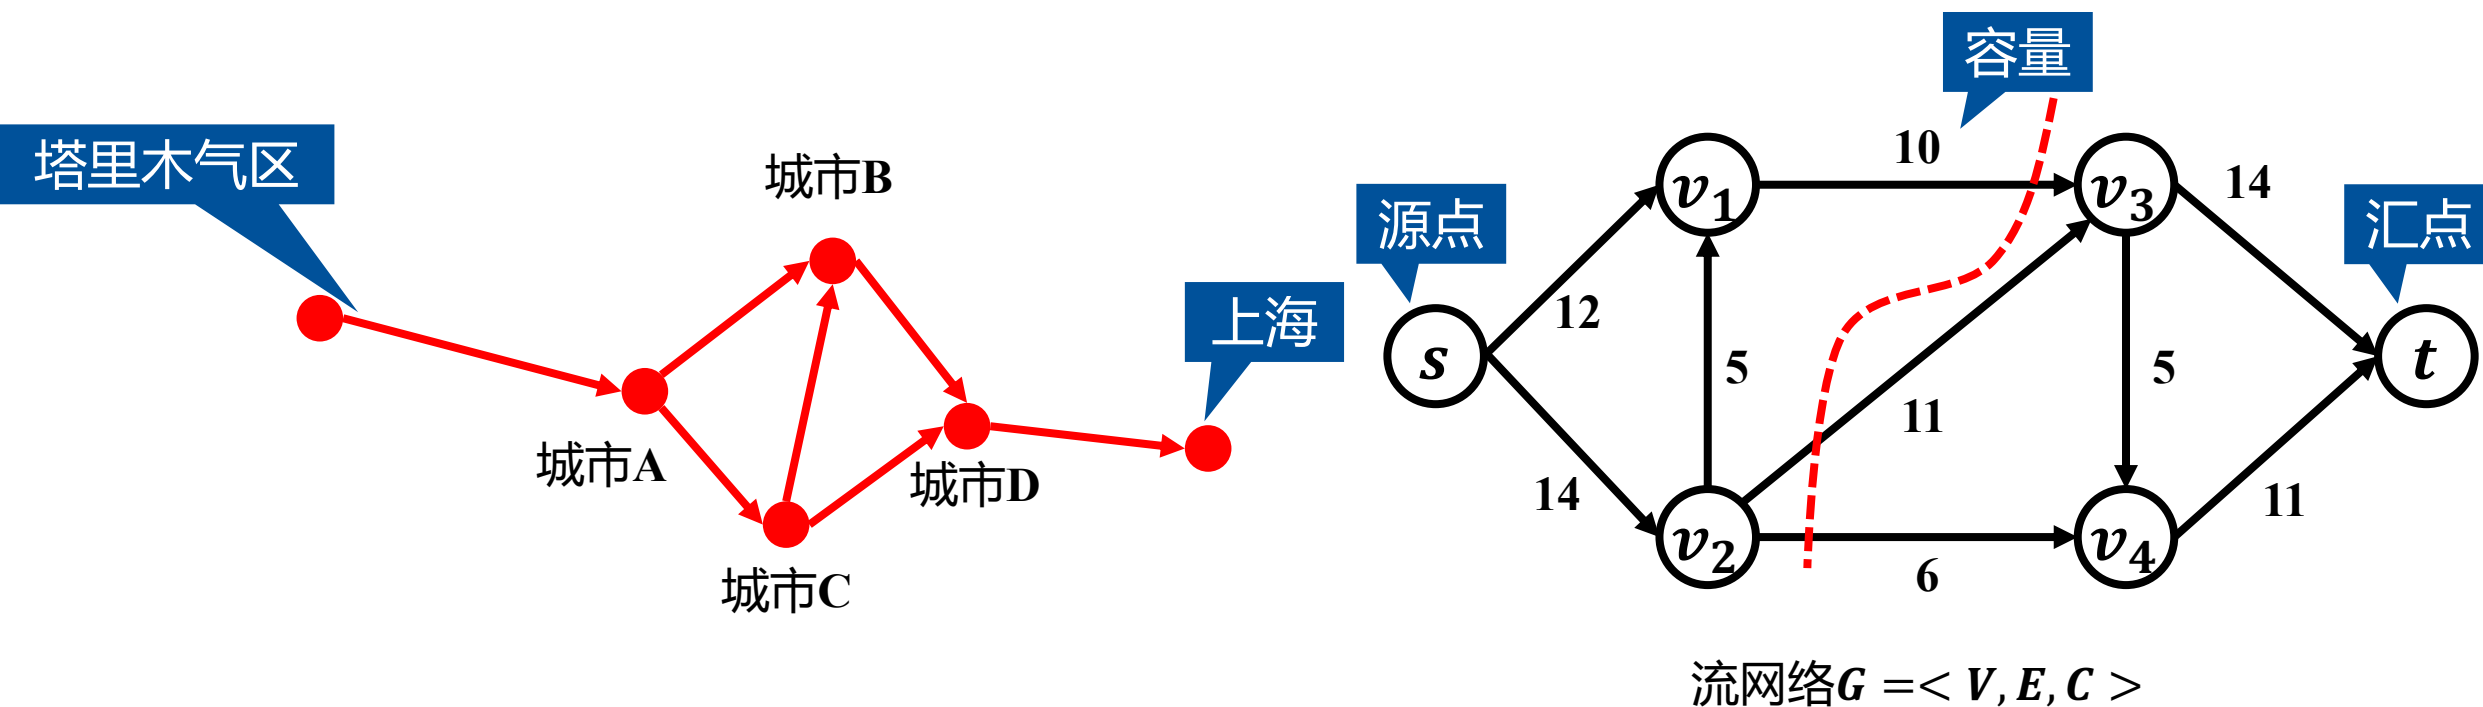 塔里木气区
城市B
城市A
城市D
城市C
上海
容量
源点
汇点
s
v1
v2
v3
v4
t
12
14
10
5
11
6
5
14
11
流网络G =< V, E, C >